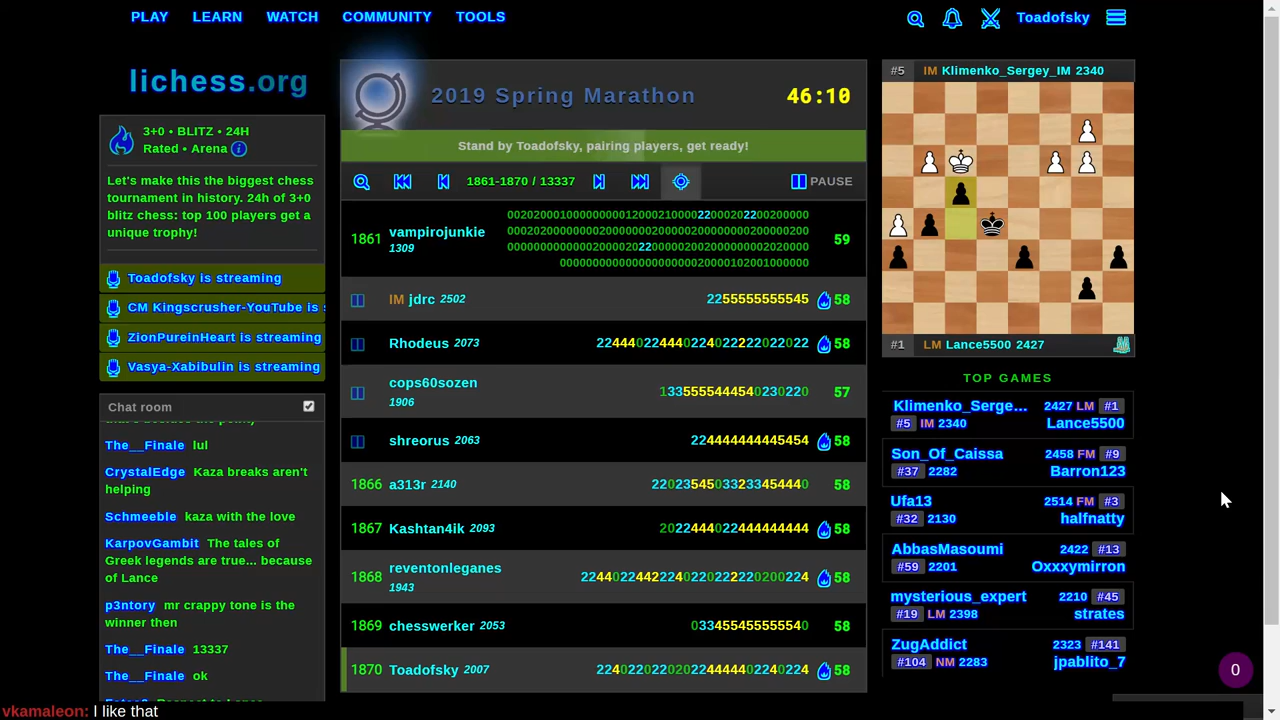 PLAY LEARN WATCH COMMUNITY TOOLS Toadofsky
lichess.org
3+0 • BLITZ • 24H
Rated • Arena
Let's make this the biggest chess
tournament in history. 24h of 3+0
blitz chess: top 100 players get a
unique trophy!
Toadofsky is streaming
CM Kingscrusher-YouTube is
ZionPureinHeart is streaming
Vasya-Xabibulin is streaming
Chat room
The__Finale lul
CrystalEdge Kaza breaks aren't
helping
Schmeeble kaza with the love
KarpovGambit The tales of
Greek legends are true... because
of Lance
p3ntory mr crappy tone is the
winner then
The__Finale 13337
The__Finale ok
vkamaleon: I like that
2019 Spring Marathon 46:10
Stand by Toadofsky, pairing players, get ready!
1861-1870 / 13337 PAUSE
1861 vampirojunkie 1309 59
IM jdrc 2502 2255555555545 58
Rhodeus 2073 2244402244402240222222022022 58
cops60sozen 1906 1335555444540230220 57
shreorus 2063 224444444445454 58
1866 a313r 2140 22023545033233454440 58
1867 Kashtan4ik 2093 2022444022444444444 58
1868 reventonleganes 1943 58
1869 chesswerker 2053 033455455555540 58
1870 Toadofsky 2007 58
#5 IM Klimenko_Sergey_IM 2340
#1 LM Lance5500 2427
TOP GAMES
Klimenko_Serge... 2427 LM #1
#5 IM 2340 Lance5500
Son_Of_Caissa 2458 FM #9
#37 2282 Barron123
Ufa13 2514 FM #3
#32 2130 halfnatty
AbbasMasoumi 2422 #13
#59 2201 Oxxxymirron
mysterious_expert 2210 #45
#19 LM 2398 strates
ZugAddict 2323 #141
#104 NM 2283 jpablito_7
0